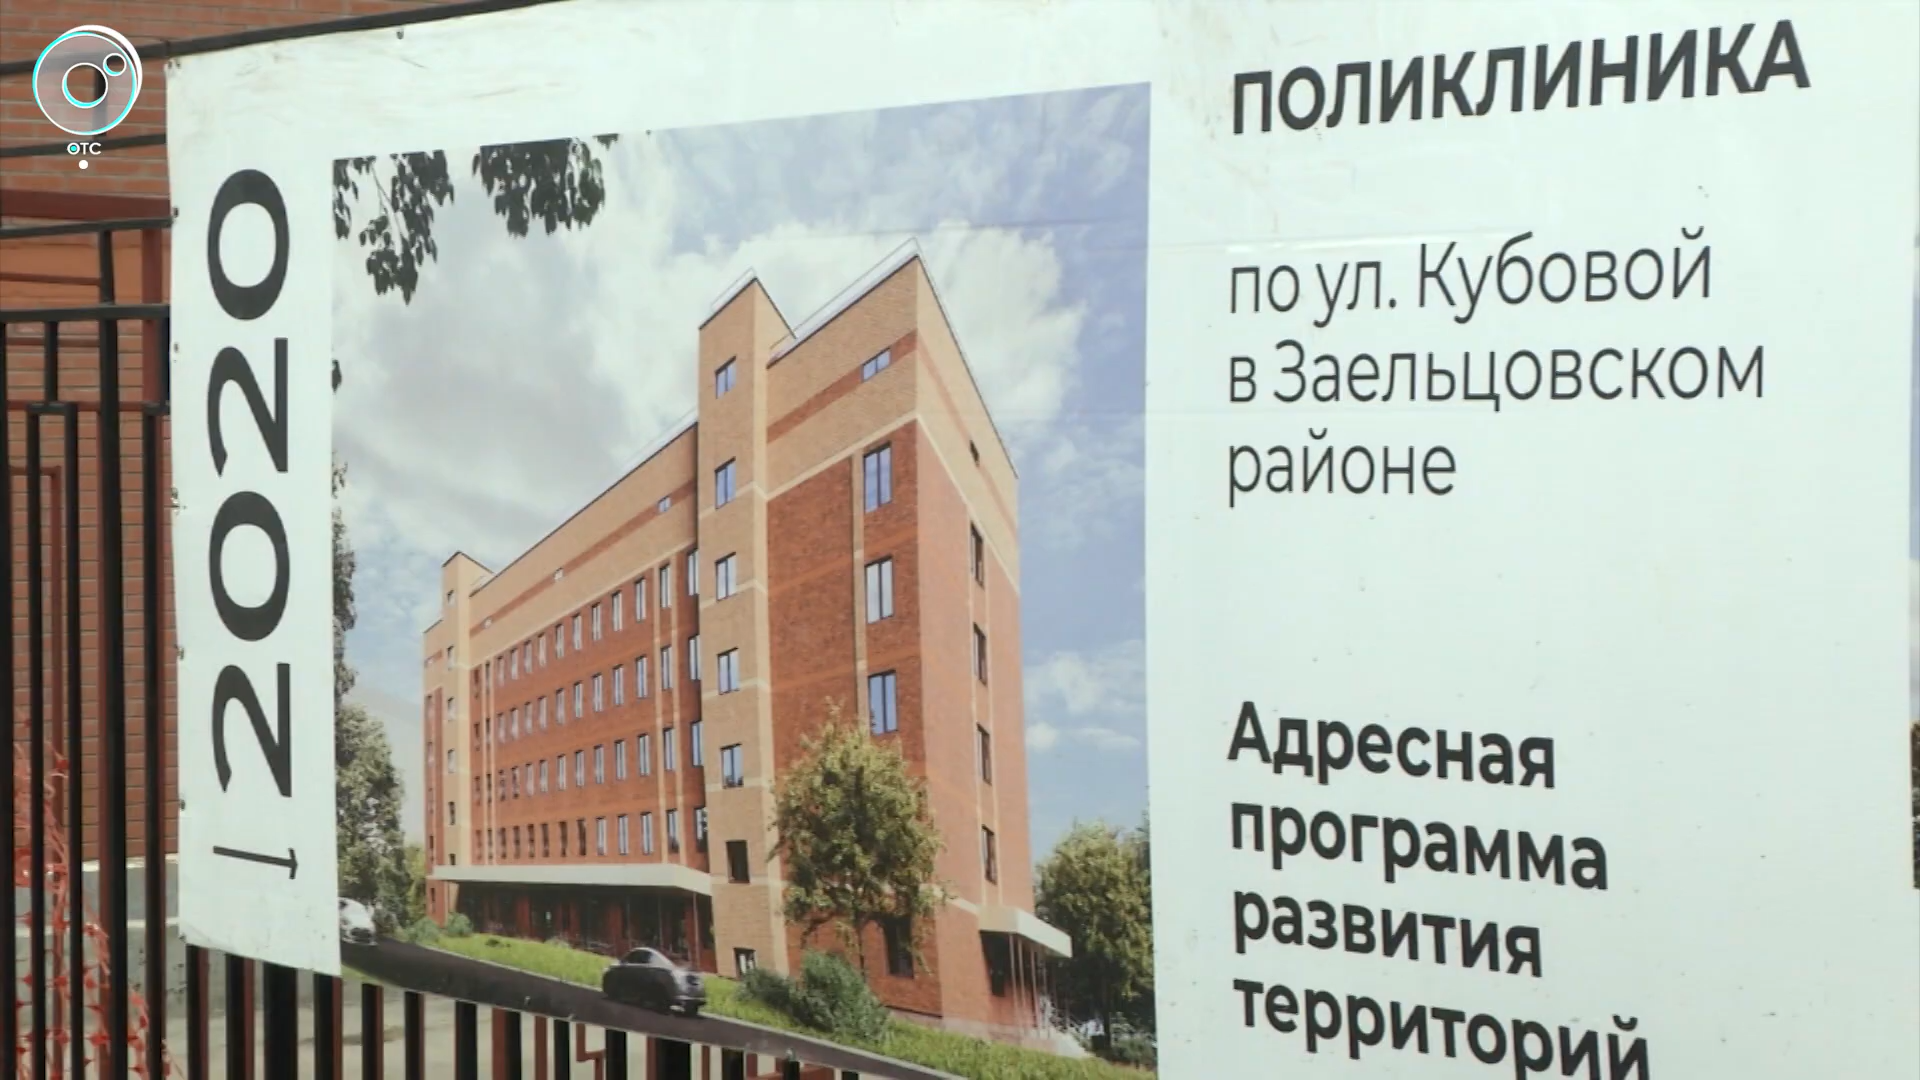 ОТС
2020
ПОЛИКЛИНИКА
по ул. Кубовой
в Заельцовском
районе
Адресная
программа
развития
территорий